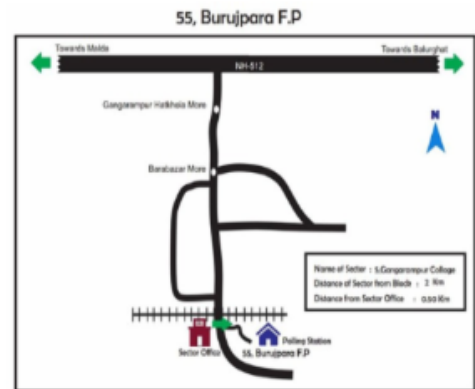 55, Burujpara F.P
Towards Malda
Towards Balurghat
NH-512
Gangarampur Hatkhola More
N
Barabazar More
Name of Sector : 5.Gangarampur College
Distance of Sector from Block : 2 Km
Distance from Sector Office : 0.50 Km
Polling Station
Sector Office
55, Burujpara F.P